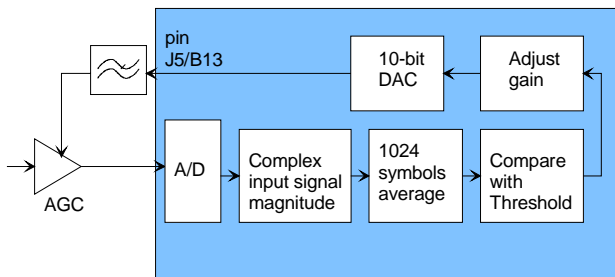 pin
J5/B13
10-bit
DAC
Adjust
gain
A/D
Complex
input signal
magnitude
1024
symbols
average
Compare
with
Threshold
AGC